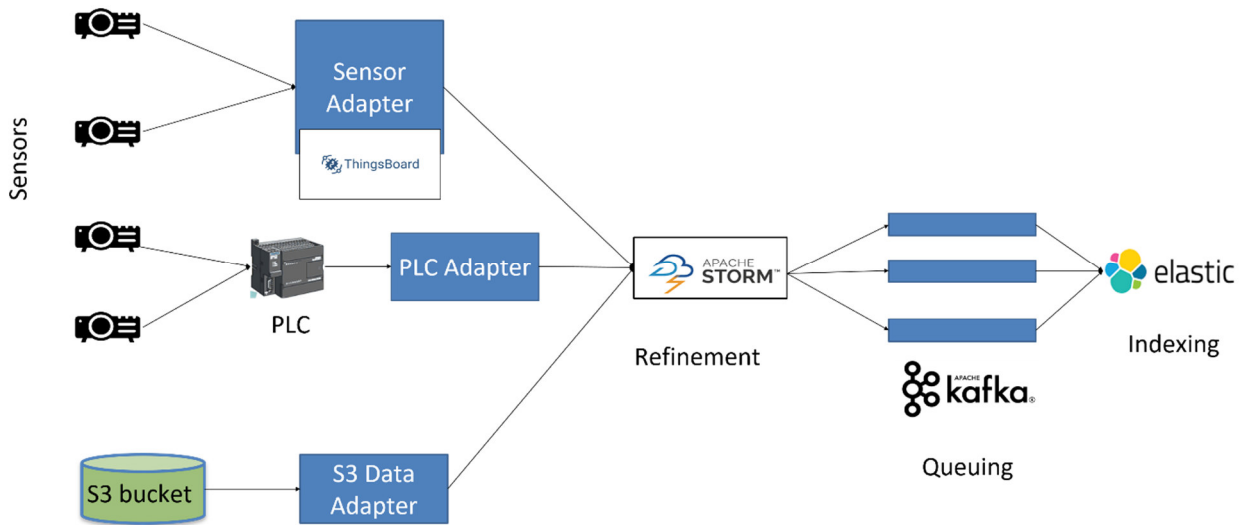 Sensors
Sensor
Adapter
ThingsBoard
PLC
PLC Adapter
S3 bucket
S3 Data
Adapter
APACHE
STORM™
Refinement
APACHE
kafka®
Queuing
elastic
Indexing